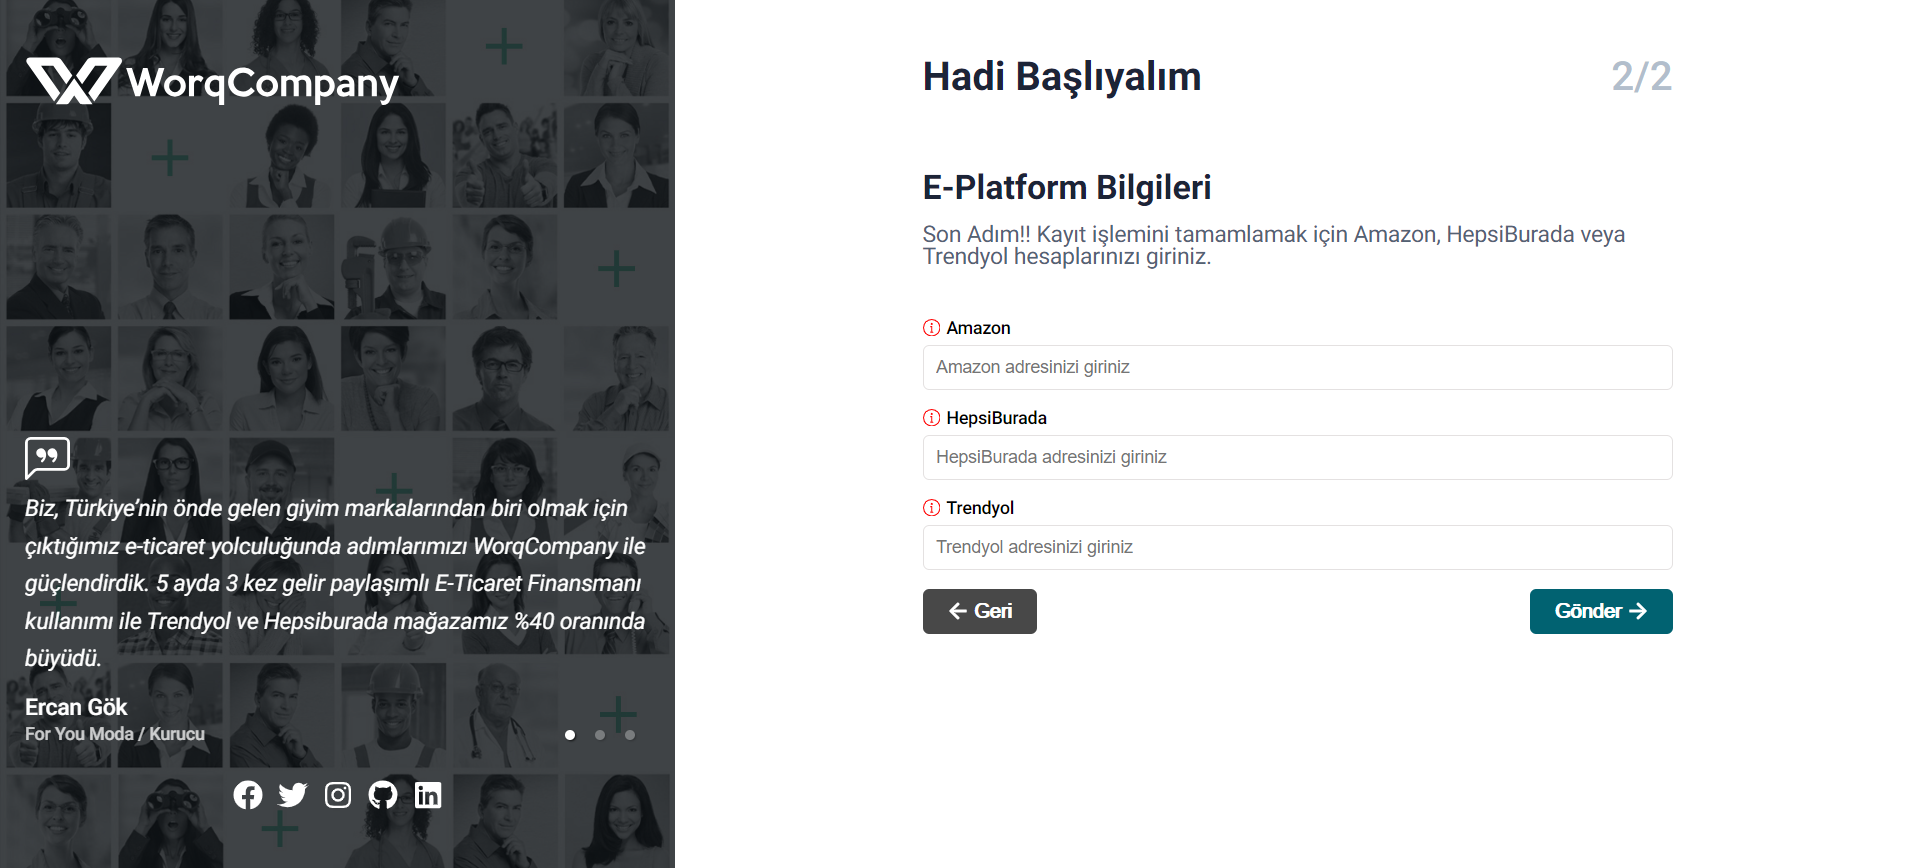 WorqCompany
Biz, Türkiye’nin önde gelen giyim markalarından biri olmak için
çıktığımız e-ticaret yolculuğunda adımlarımızı WorqCompany ile
güçlendirdik. 5 ayda 3 kez gelir paylaşımlı E-Ticaret Finansmanı
kullanımı ile Trendyol ve Hepsiburada mağazamız %40 oranında
büyüdü.
Ercan Gök
For You Moda / Kurucu
Hadi Başlıyalım
2/2
E-Platform Bilgileri
Son Adım!! Kayıt işlemini tamamlamak için Amazon, HepsiBurada veya
Trendyol hesaplarınızı giriniz.
Amazon
Amazon adresinizi giriniz
HepsiBurada
HepsiBurada adresinizi giriniz
Trendyol
Trendyol adresinizi giriniz
Geri
Gönder